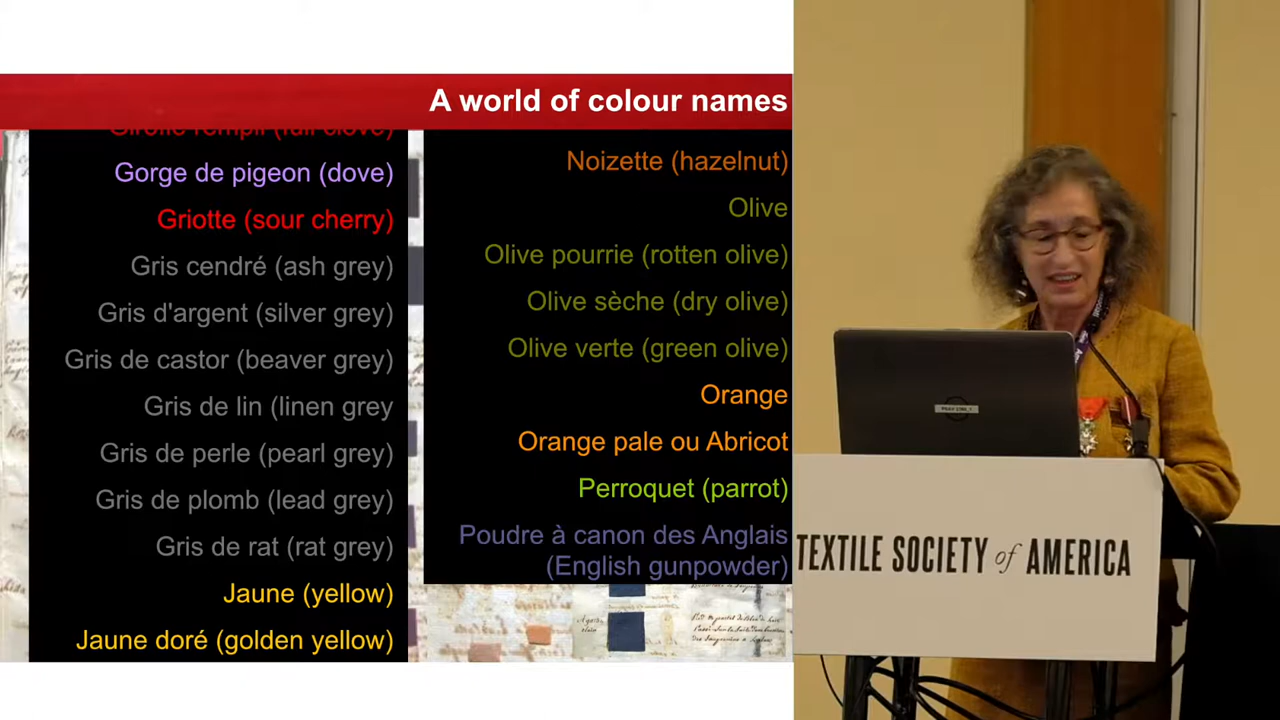 A world of colour names
Girofle rempli (full clove)
Gorge de pigeon (dove)
Griotte (sour cherry)
Gris cendré (ash grey)
Gris d'argent (silver grey)
Gris de castor (beaver grey)
Gris de lin (linen grey
Gris de perle (pearl grey)
Gris de plomb (lead grey)
Gris de rat (rat grey)
Jaune (yellow)
Jaune doré (golden yellow)
Noizette (hazelnut)
Olive
Olive pourrie (rotten olive)
Olive sèche (dry olive)
Olive verte (green olive)
Orange
Orange pale ou Abricot
Perroquet (parrot)
Poudre à canon des Anglais
(English gunpowder)
TEXTILE SOCIETY of AMERICA